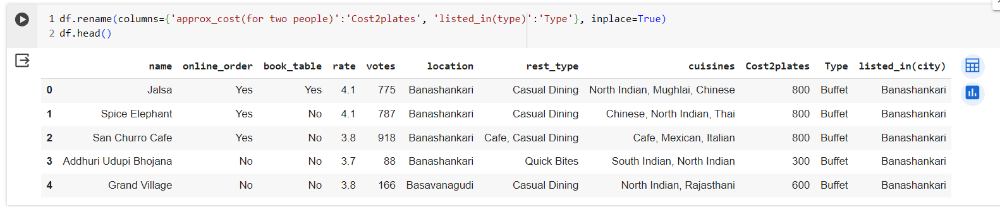 1 df.rename(columns={'approx_cost(for two people)':'Cost2plates', 'listed_in(type)':'Type'}, inplace=True)
2 df.head()
name online_order book_table rate votes location rest_type cuisines Cost2plates Type listed_in(city)
0 Jalsa Yes Yes 4.1 775 Banashankari Casual Dining North Indian, Mughlai, Chinese 800 Buffet Banashankari
1 Spice Elephant Yes No 4.1 787 Banashankari Casual Dining Chinese, North Indian, Thai 800 Buffet Banashankari
2 San Churro Cafe Yes No 3.8 918 Banashankari Cafe, Casual Dining Cafe, Mexican, Italian 800 Buffet Banashankari
3 Addhuri Udupi Bhojana No No 3.7 88 Banashankari Quick Bites South Indian, North Indian 300 Buffet Banashankari
4 Grand Village No No 3.8 166 Basavanagudi Casual Dining North Indian, Rajasthani 600 Buffet Banashankari